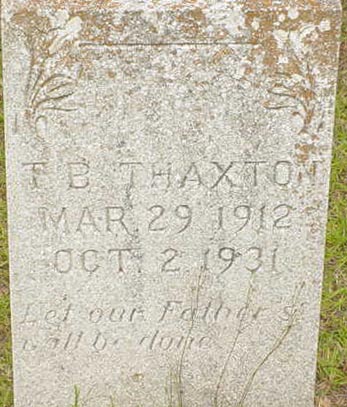 T B THAXTON
MAR. 29 1912
OCT. 2 1931
Let our Father's
will be done